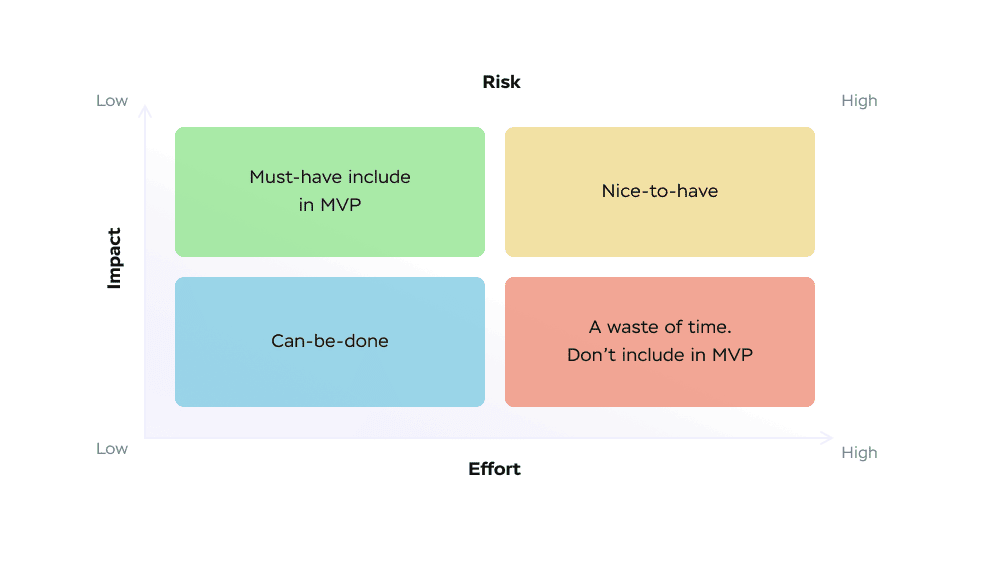 Risk
Low
High
Must-have include
in MVP
Nice-to-have
Impact
Can-be-done
A waste of time.
Don’t include in MVP
Low
High
Effort